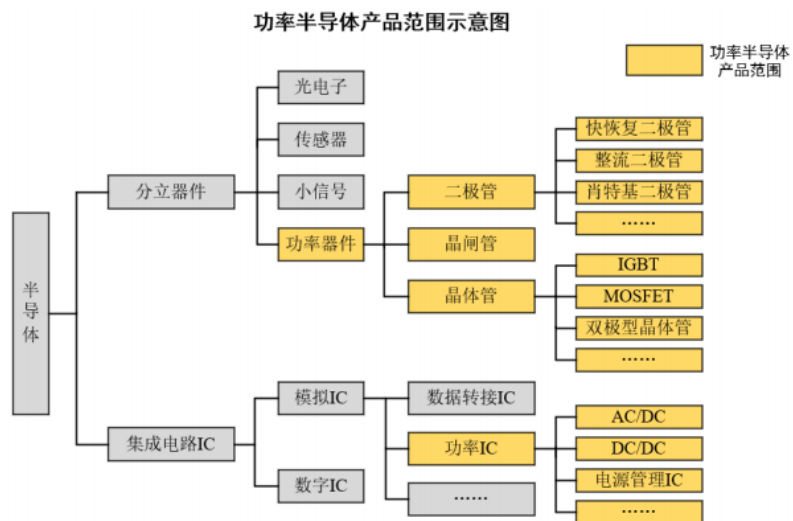 功率半导体产品范围示意图
功率半导体
产品范围
光电子
传感器
分立器件
小信号
功率器件
二极管
晶闸管
晶体管
快恢复二极管
整流二极管
肖特基二极管
……
IGBT
MOSFET
双极型晶体管
……
半
导
体
集成电路IC
模拟IC
数字IC
数据转接IC
功率IC
……
AC/DC
DC/DC
电源管理IC
……